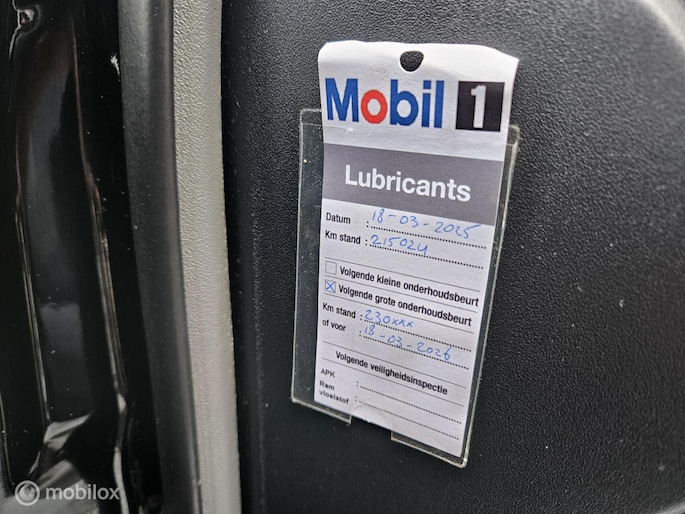 Mobil 1
Lubricants
Datum : 18-03-2025
Km stand : 215024
Volgende kleine onderhoudsbeurt
Volgende grote onderhoudsbeurt
Km stand : 230xxx
of voor : 18-03-2026
Volgende veiligheidsinspectie
APK :
Rem
vloeistof :
© mobilox